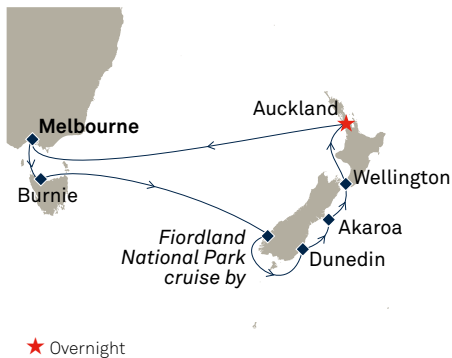 Auckland
Melbourne
Wellington
Burnie
Akaroa
Fiordland
National Park
cruise by
Dunedin
Overnight